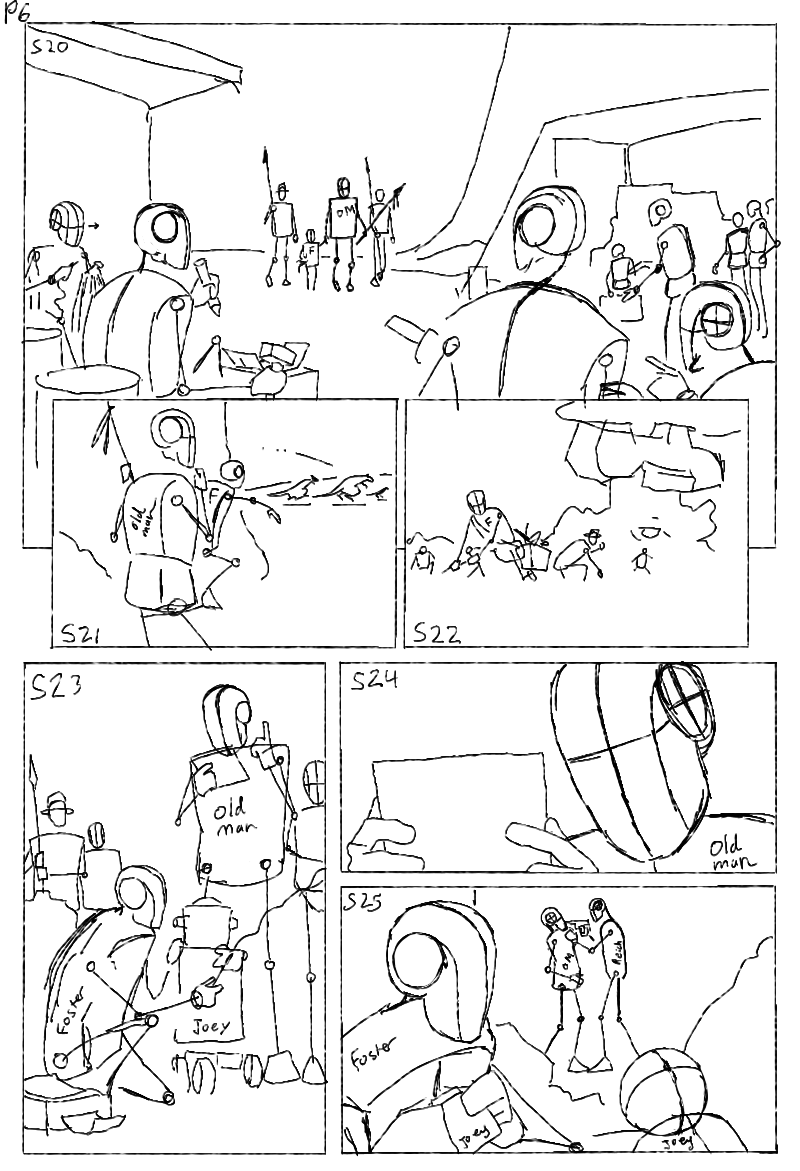 P6
S20
OM
F
old
man
F
S21
F
S22
S23
old
man
Foster
Joey
S24
old
man
S25
OM
Foster
Joey
Joey